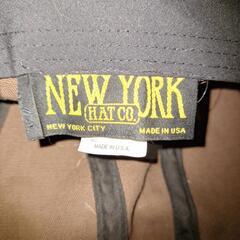 NEW YORK
HAT CO.
NEW YORK CITY MADE IN USA
MADE IN U.S.A.